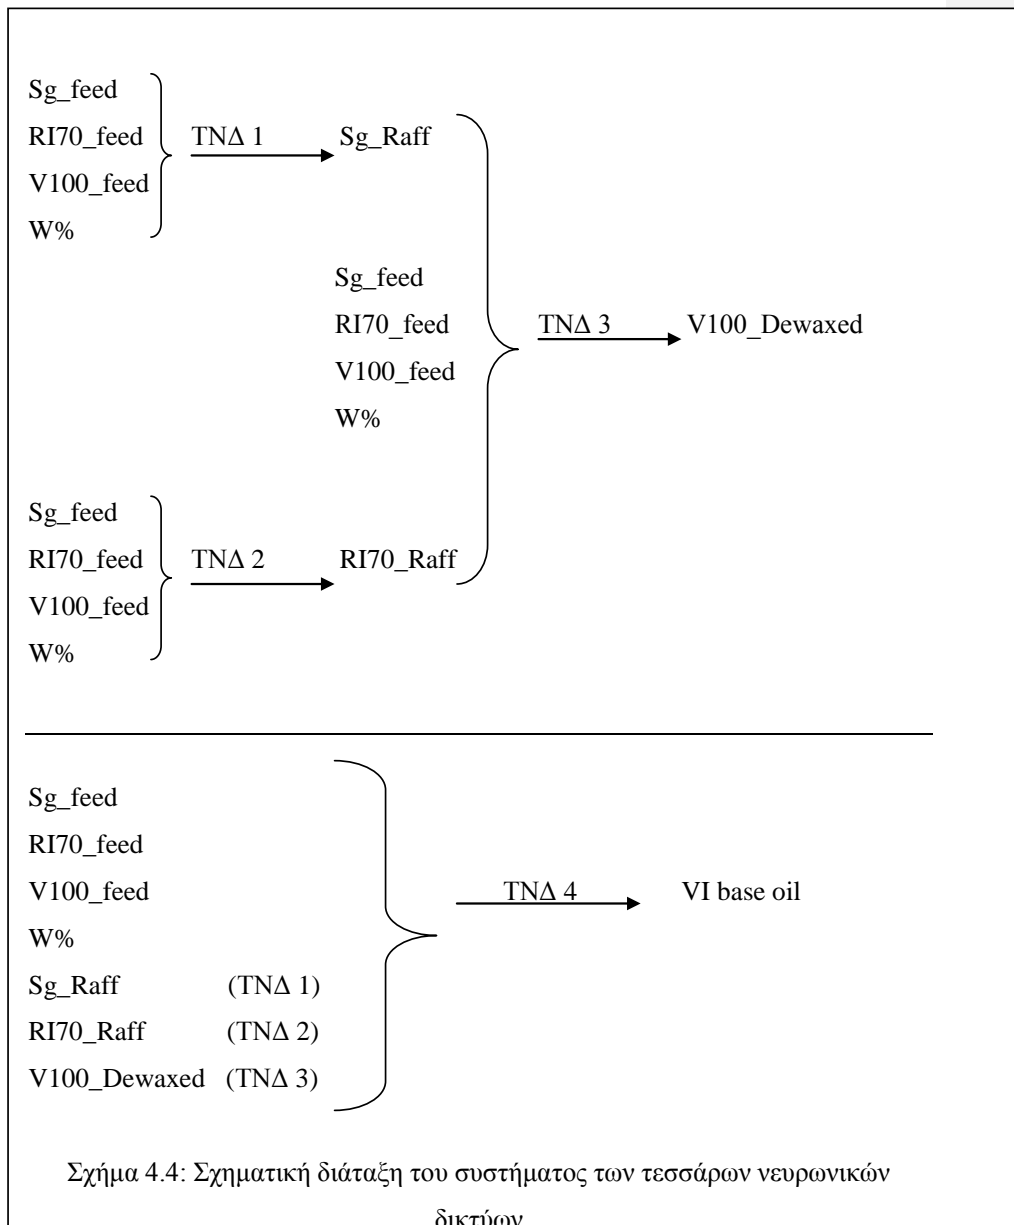 Sg_feed
RI70_feed
V100_feed
W%
ΤΝΔ 1
Sg_Raff
Sg_feed
RI70_feed
V100_feed
W%
ΤΝΔ 3
V100_Dewaxed
Sg_feed
RI70_feed
V100_feed
W%
ΤΝΔ 2
RI70_Raff
Sg_feed
RI70_feed
V100_feed
W%
Sg_Raff (ΤΝΔ 1)
RI70_Raff (ΤΝΔ 2)
V100_Dewaxed (ΤΝΔ 3)
ΤΝΔ 4
VI base oil
Σχήμα 4.4: Σχηματική διάταξη του συστήματος των τεσσάρων νευρωνικών
δικτύων